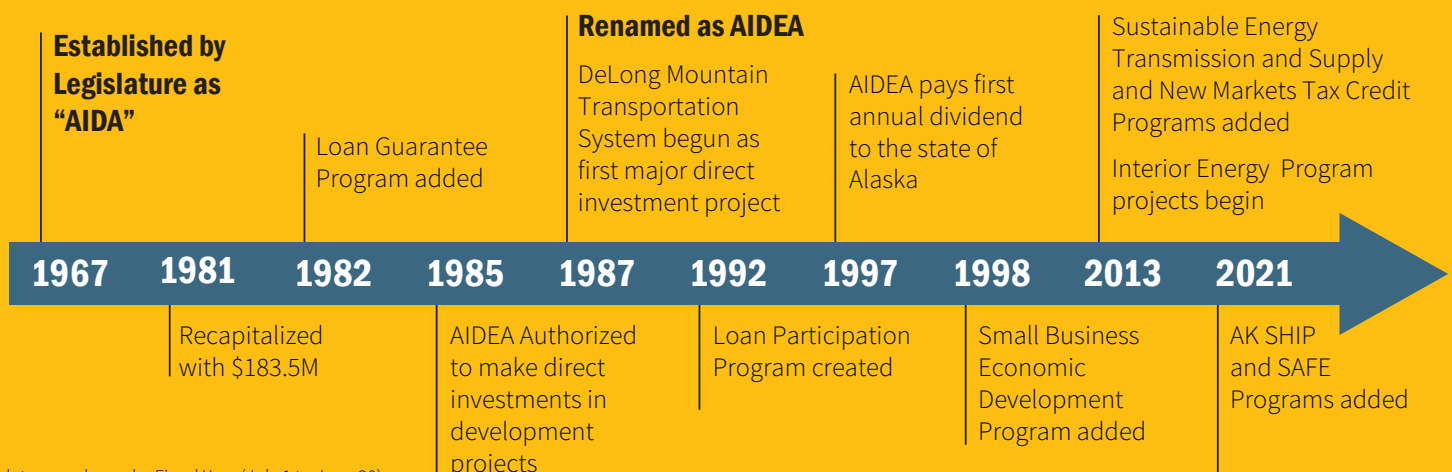 Established by
Legislature as
“AIDA”
Loan Guarantee
Program added
Renamed as AIDEA
DeLong Mountain
Transportation
System begun as
first major direct
investment project
AIDEA pays first
annual dividend
to the state of
Alaska
Sustainable Energy
Transmission and Supply
and New Markets Tax Credit
Programs added
Interior Energy Program
projects begin
1967 1981 1982 1985 1987 1992 1997 1998 2013 2021
Recapitalized
with $183.5M
AIDEA Authorized
to make direct
investments in
development
projects
Loan Participation
Program created
Small Business
Economic
Development
Program added
AK SHIP
and SAFE
Programs added